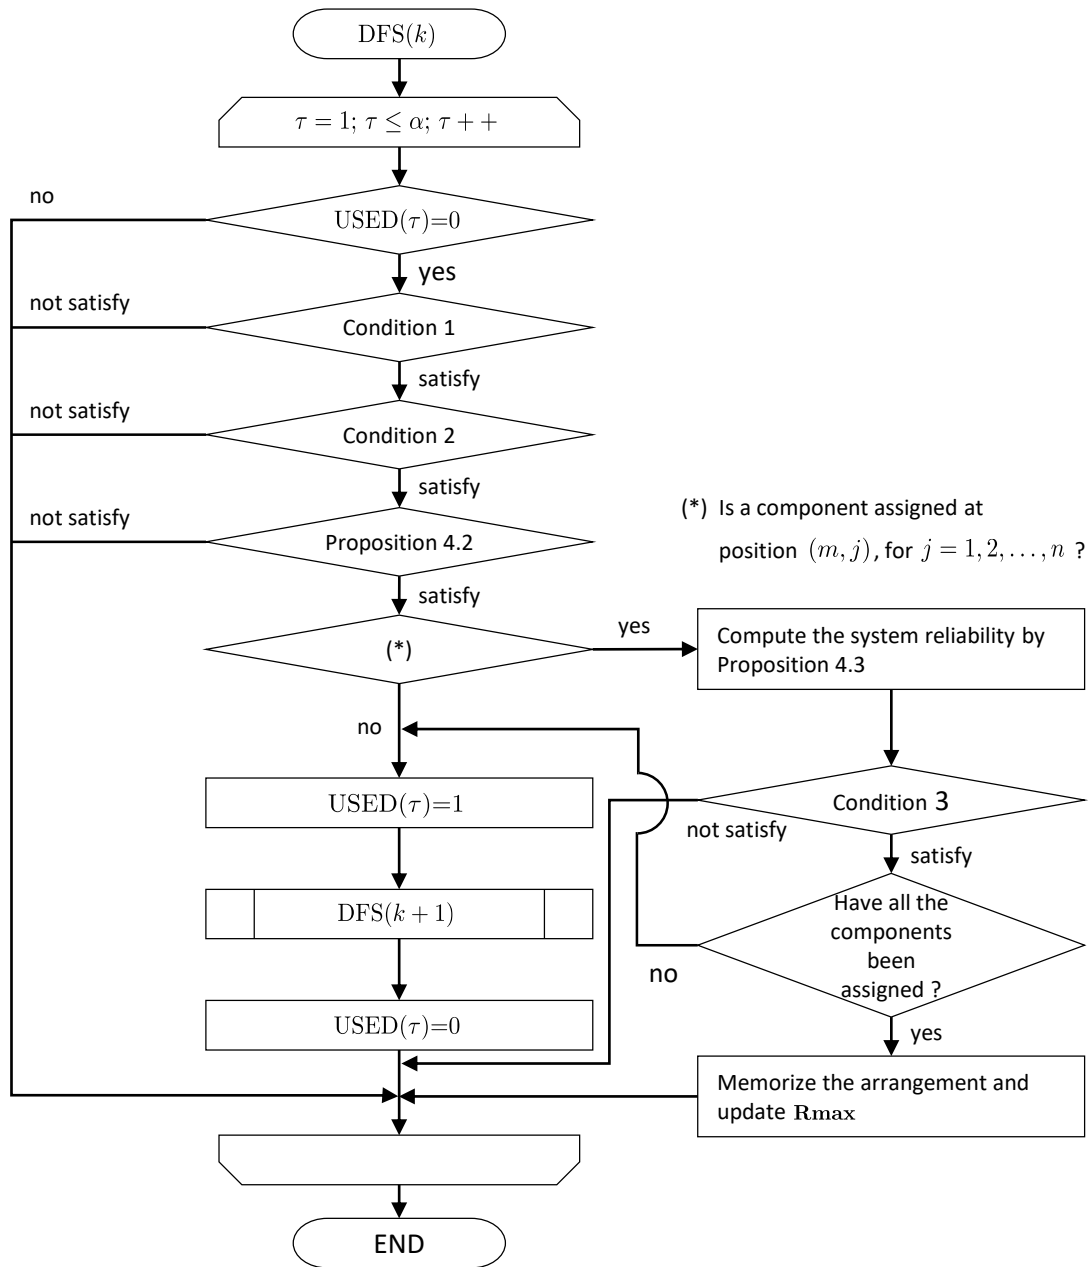 DFS(k)
τ = 1; τ ≤ α; τ + +
no
USED(τ)=0
yes
not satisfy
Condition 1
satisfy
not satisfy
Condition 2
satisfy
(*) Is a component assigned at
position (m, j), for j = 1, 2, . . . , n ?
not satisfy
Proposition 4.2
satisfy
(*)
yes
Compute the system reliability by
Proposition 4.3
no
USED(τ)=1
Condition 3
not satisfy
satisfy
DFS(k + 1)
Have all the
components
been
assigned ?
no
USED(τ)=0
yes
Memorize the arrangement and
update Rmax
END